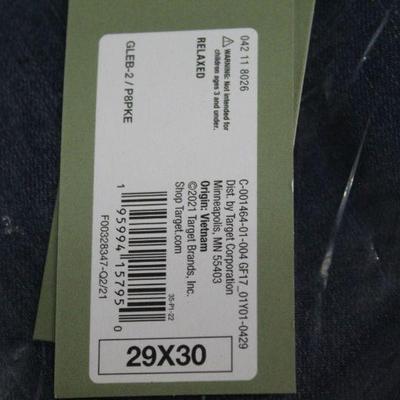 042 11 8026
⚠ WARNING: Not intended for
children ages 3 and under.
RELAXED
GLEB-2 / P8PKE
C-001464-01-004 GF17_01Y01-0429
Dist. by Target Corporation
Minneapolis, MN 55403
Origin: Vietnam
©2021 Target Brands, Inc.
Shop Target.com
35-P1-22
1 95994 15795 0
F00328347-Q2/21
29X30